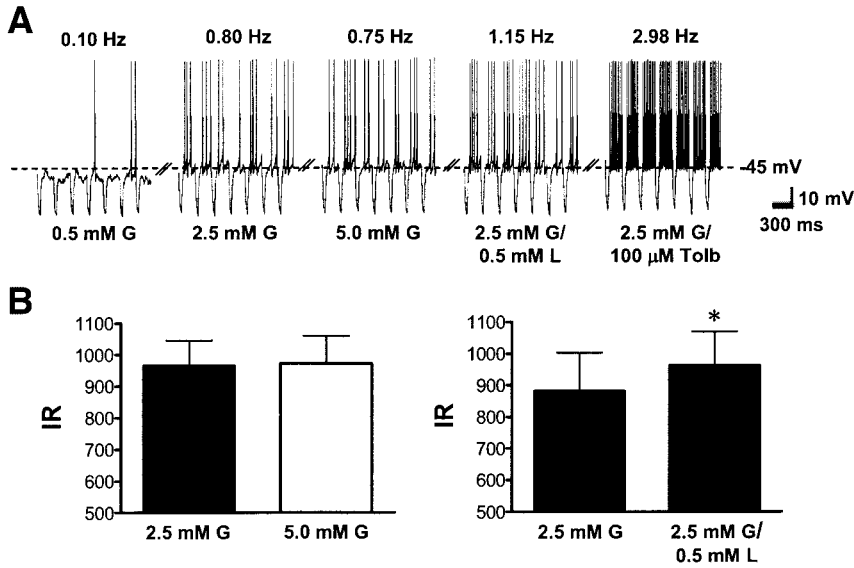 A
0.10 Hz 0.80 Hz 0.75 Hz 1.15 Hz 2.98 Hz
-45 mV
10 mV
300 ms
0.5 mM G 2.5 mM G 5.0 mM G 2.5 mM G/ 2.5 mM G/
0.5 mM L 100 μM Tolb
B
1100 1100
1000 1000 *
900 900
IR 800 IR 800
700 700
600 600
500 500
2.5 mM G 5.0 mM G 2.5 mM G 2.5 mM G/
0.5 mM L